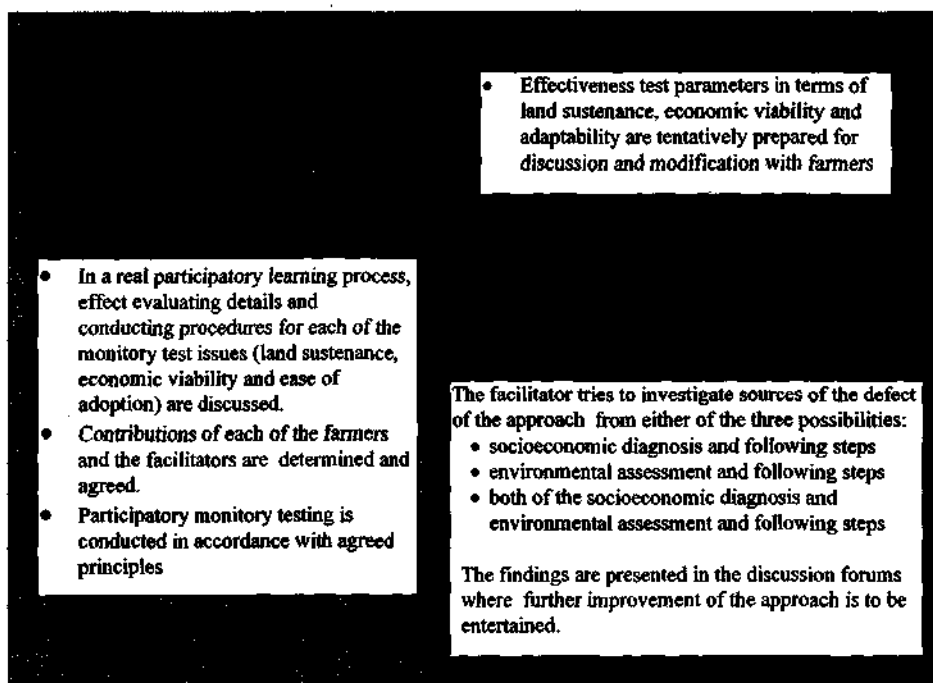 • Effectiveness test parameters in terms of
land sustenance, economic viability and
adaptability are tentatively prepared for
discussion and modification with farmers
• In a real participatory learning process,
effect evaluating details and
conducting procedures for each of the
monitory test issues (land sustenance,
economic viability and ease of
adoption) are discussed.
• Contributions of each of the farmers
and the facilitators are determined and
agreed.
• Participatory monitory testing is
conducted in accordance with agreed
principles
The facilitator tries to investigate sources of the defect
of the approach from either of the three possibilities:
• socioeconomic diagnosis and following steps
• environmental assessment and following steps
• both of the socioeconomic diagnosis and
environmental assessment and following steps
The findings are presented in the discussion forums
where further improvement of the approach is to be
entertained.